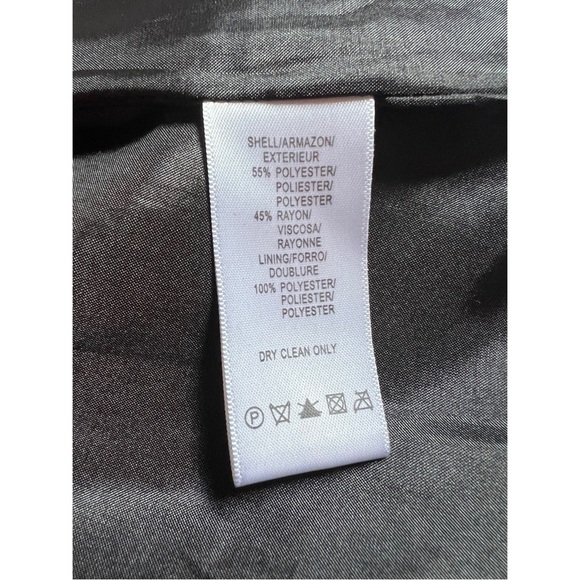 SHELL/ARMAZON/
EXTERIEUR
55% POLYESTER/
POLIESTER/
POLYESTER
45% RAYON/
VISCOSA/
RAYONNE
LINING/FORRO/
DOUBLURE
100% POLYESTER/
POLIESTER/
POLYESTER
DRY CLEAN ONLY
P